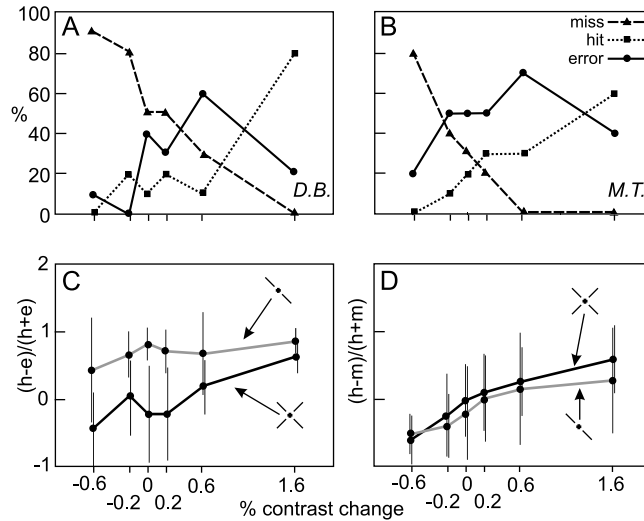 A
B
miss
hit
error
100
80
60
40
20
0
%
D.B.
M.T.
C
D
(h-e)/(h+e)
(h-m)/(h+m)
2
1
0
-1
-0.6
-0.2
0
0.2
0.6
1.6
-0.6
-0.2
0
0.2
0.6
1.6
% contrast change